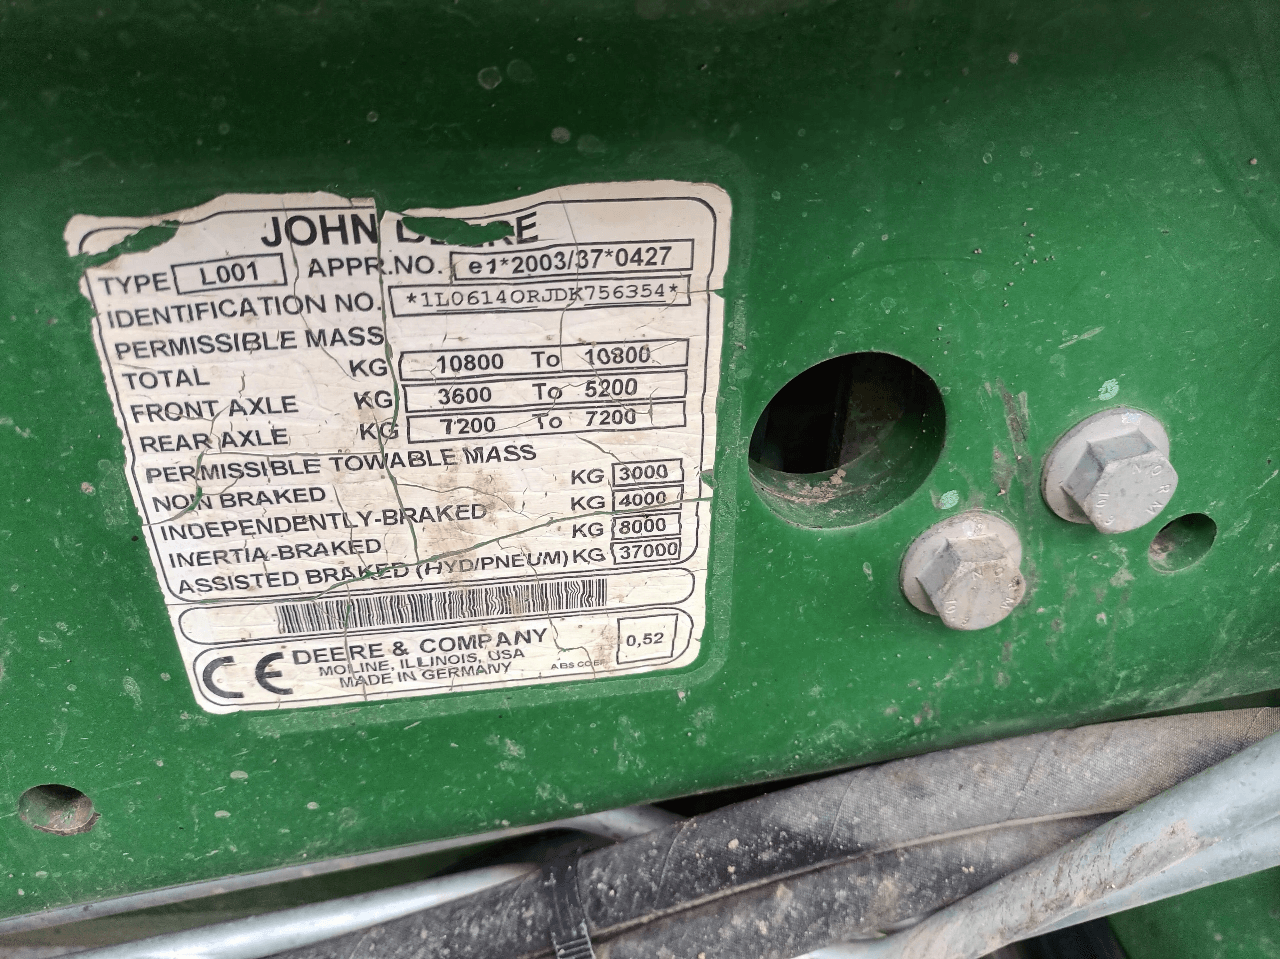 JOHN DEERE
TYPE L001 APPR.NO. e1*2003/37*0427
IDENTIFICATION NO. *1L06140RJDK756354*
PERMISSIBLE MASS
TOTAL KG 10800 To 10800
FRONT AXLE KG 3600 To 5200
REAR AXLE KG 7200 To 7200
PERMISSIBLE TOWABLE MASS
NON BRAKED KG 3000
INDEPENDENTLY-BRAKED KG 4000
INERTIA-BRAKED KG 8000
ASSISTED BRAKED (HYD/PNEUM) KG 37000
CE
DEERE & COMPANY
MOLINE, ILLINOIS, USA
MADE IN GERMANY
ABS COEF 0,52